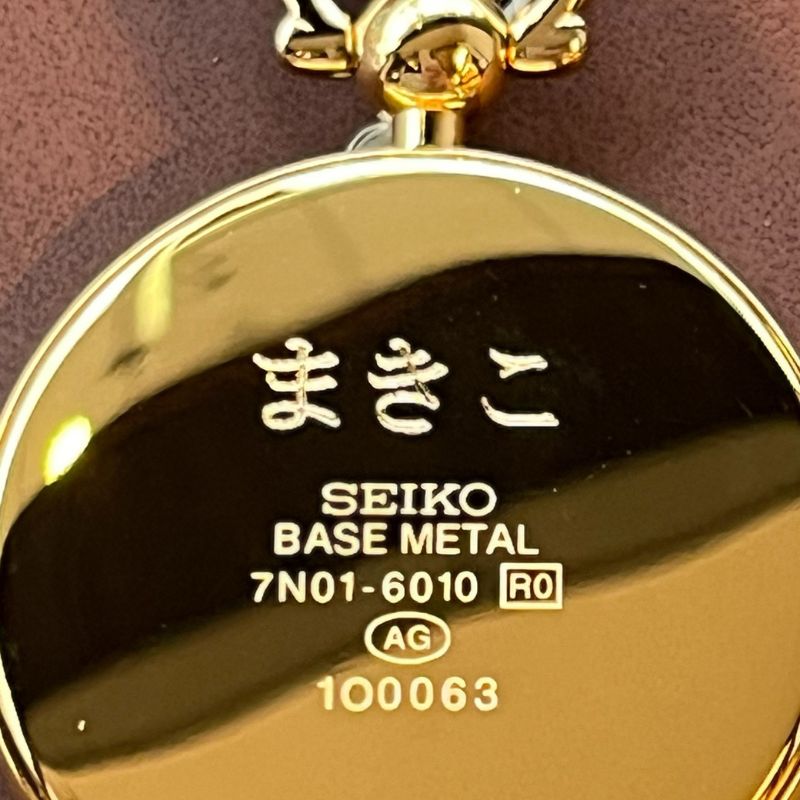 まきこ
SEIKO
BASE METAL
7N01-6010 R0
AG
100063